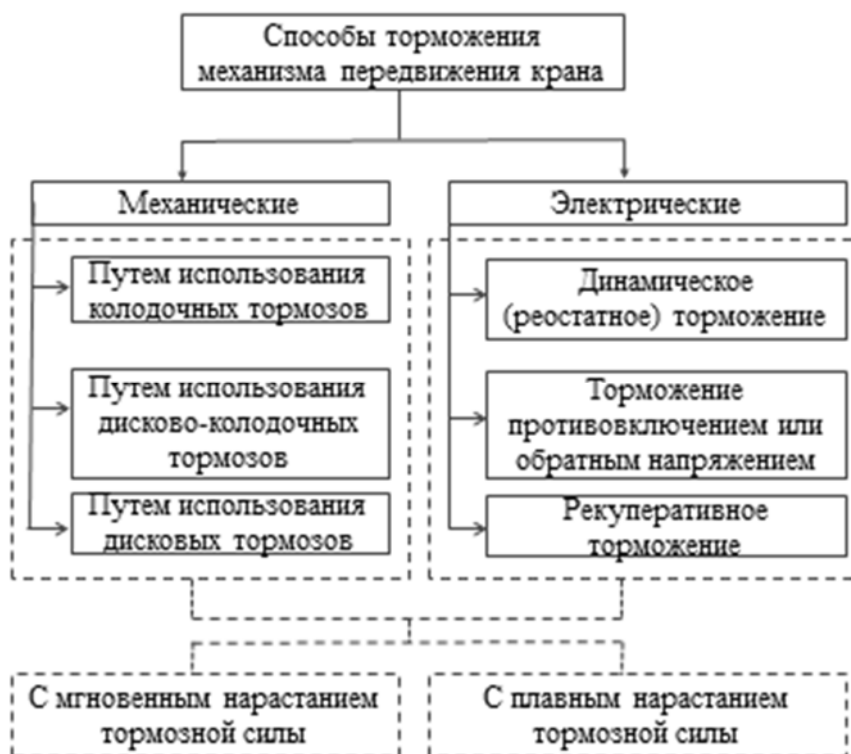 Способы торможения
механизма передвижения крана
Механические
Электрические
Путем использования
колодочных тормозов
Путем использования
дисково-колодочных
тормозов
Путем использования
дисковых тормозов
Динамическое
(реостатное) торможение
Торможение
противовключением или
обратным напряжением
Рекуперативное
торможение
С мгновенным нарастанием
тормозной силы
С плавным нарастанием
тормозной силы